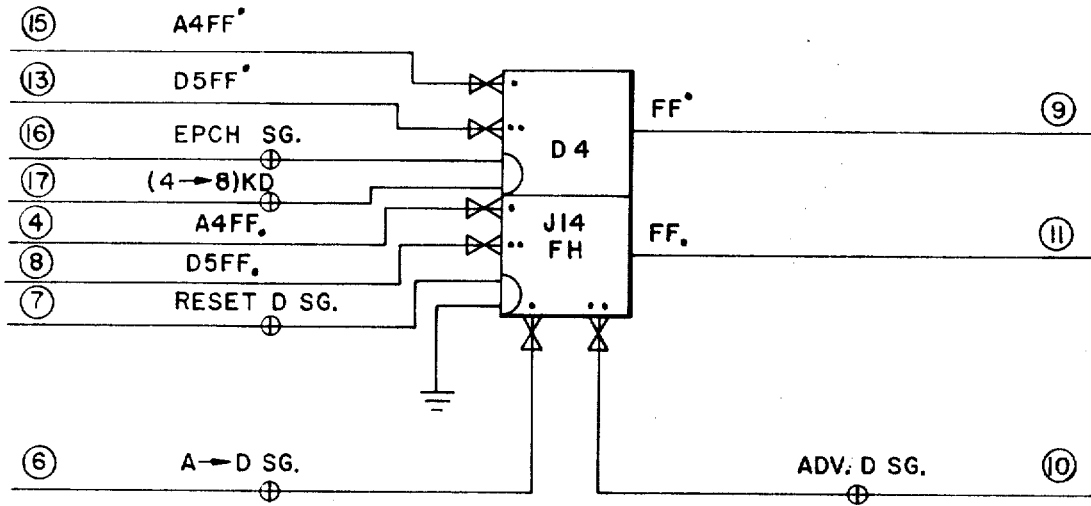 15 A4FF•
13 D5FF•
16 EPCH SG.
17 (4→8)KD
4 A4FF.
8 D5FF.
7 RESET D SG.
D4
J14
FH
FF• 9
FF. 11
6 A→D SG.
ADV. D SG. 10